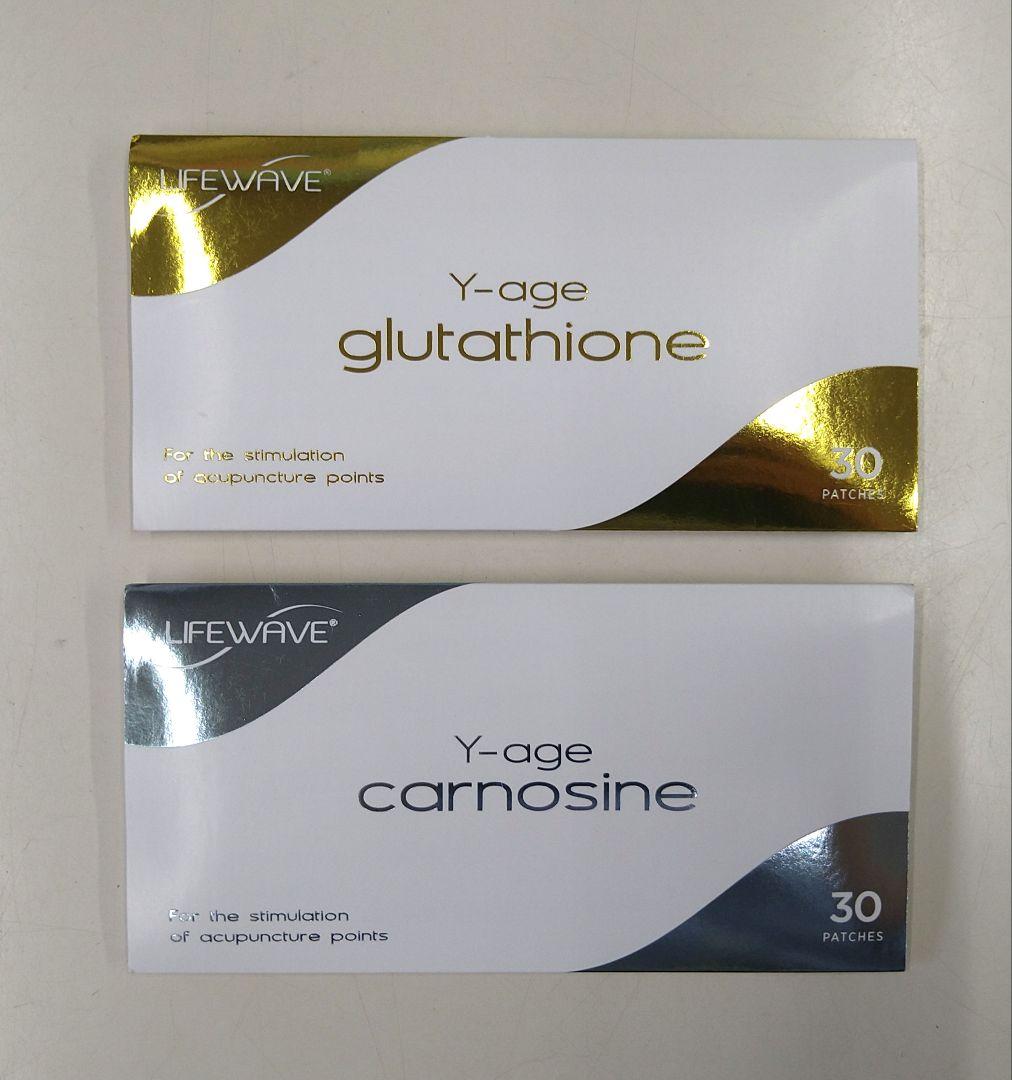 LIFEWAVE®
Y-age
glutathione
For the stimulation
of acupuncture points
30
PATCHES
LIFEWAVE®
Y-age
carnosine
For the stimulation
of acupuncture points
30
PATCHES